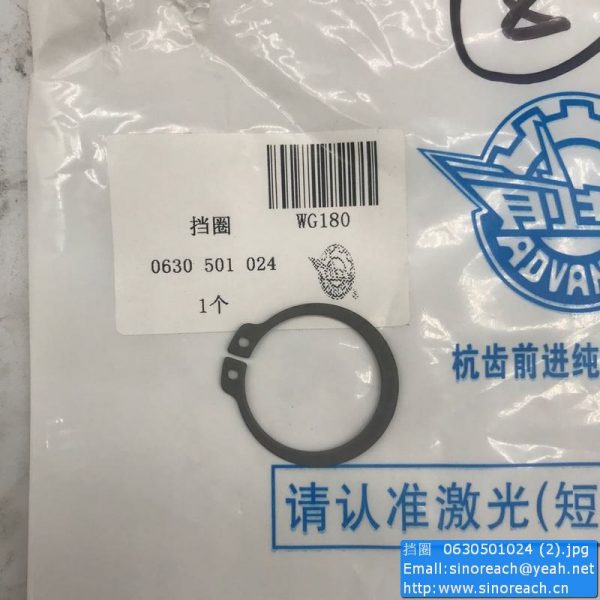 8
挡圈
WG180
0630 501 024
1个
ADVAN
杭齿前进纯
请认准激光(短
挡圈 0630501024 (2).jpg
Email:sinoreach@yeah.net
www.sinoreach.cn